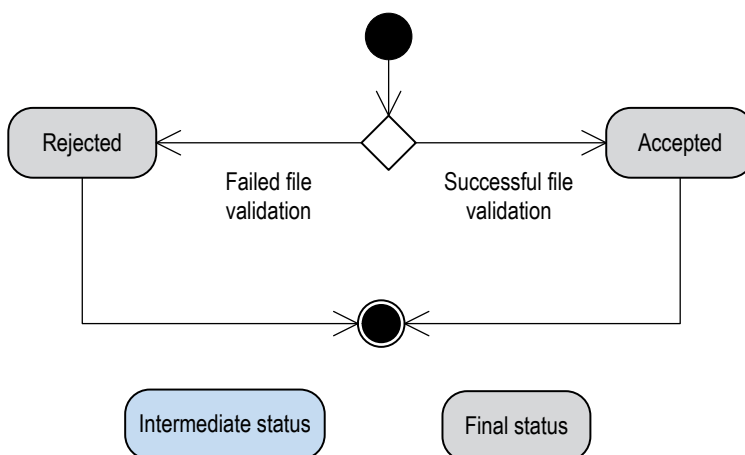 Rejected
Accepted
Failed file
validation
Successful file
validation
Intermediate status
Final status